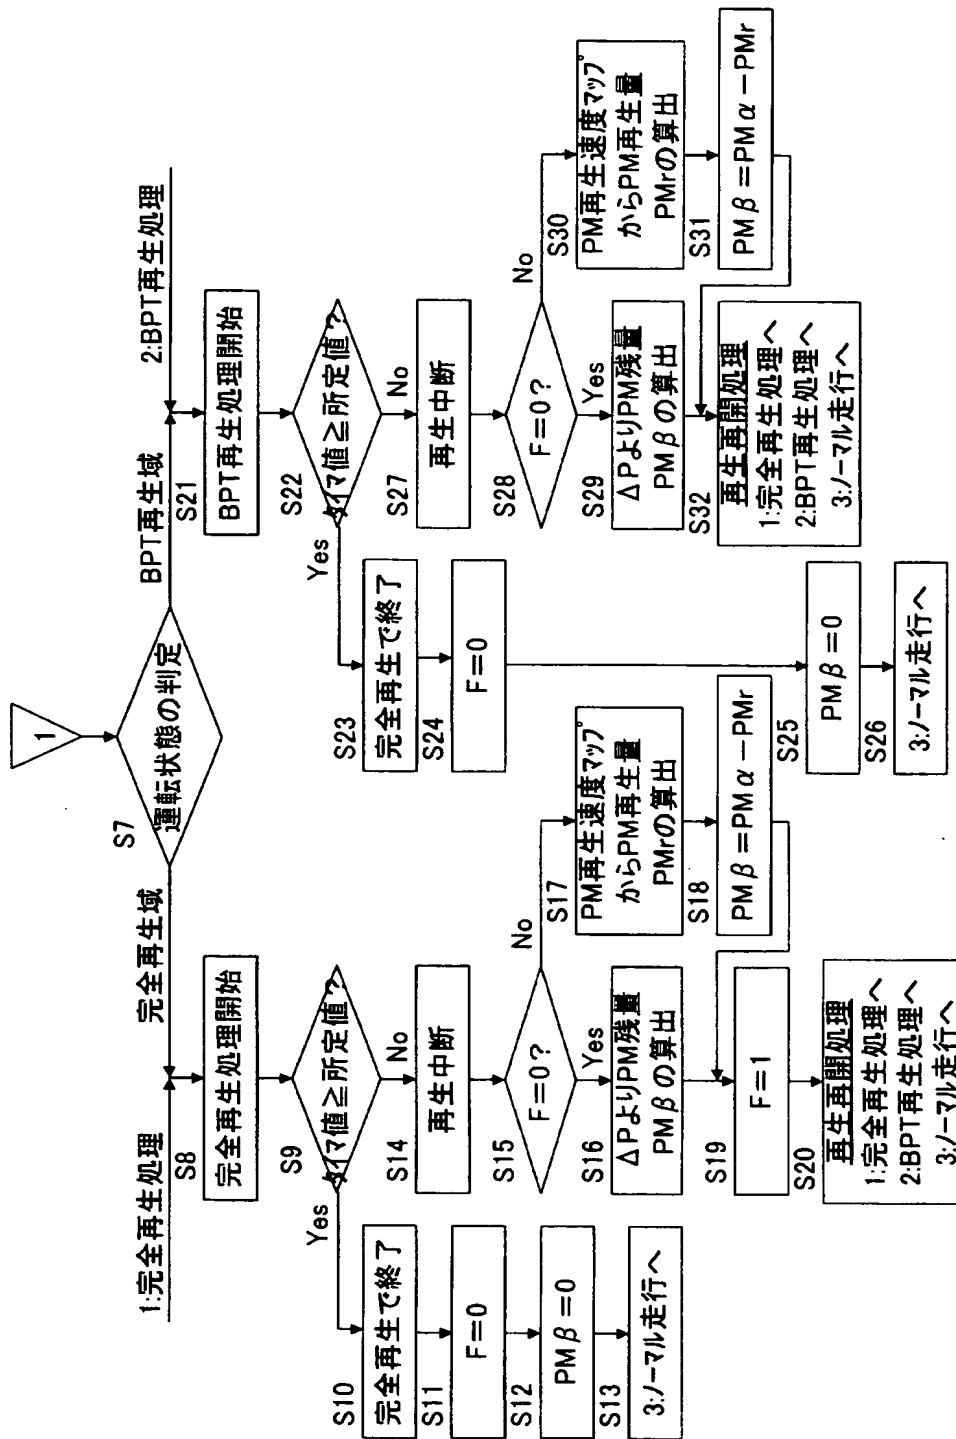 1
S7
運転状態の判定
完全再生域
BPT再生域
1:完全再生処理
2:BPT再生処理
S8
完全再生処理開始
S9
タイマ値≧所定値?
Yes
No
S10
完全再生で終了
S11
F=0
S12
PMβ=0
S13
3:ノーマル走行へ
S14
再生中断
S15
F=0?
Yes
No
S16
ΔPよりPM残量
PMβの算出
S17
PM再生速度マップ
からPM再生量
PMrの算出
S18
PMβ=PMα-PMr
S19
F=1
S20
再生再開処理
1:完全再生処理へ
2:BPT再生処理へ
3:ノーマル走行へ
S21
BPT再生処理開始
S22
タイマ値≧所定値?
Yes
No
S23
完全再生で終了
S24
F=0
S25
PMβ=0
S26
3:ノーマル走行へ
S27
再生中断
S28
F=0?
Yes
No
S29
ΔPよりPM残量
PMβの算出
S30
PM再生速度マップ
からPM再生量
PMrの算出
S31
PMβ=PMα-PMr
S32
再生再開処理
1:完全再生処理へ
2:BPT再生処理へ
3:ノーマル走行へ